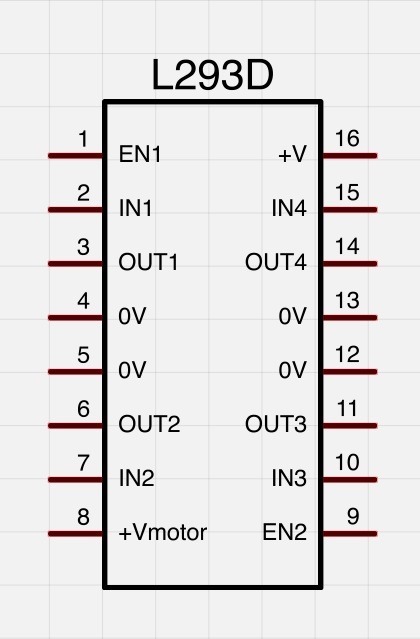 L293D
1 EN1 +V 16
2 IN1 IN4 15
3 OUT1 OUT4 14
4 0V 0V 13
5 0V 0V 12
6 OUT2 OUT3 11
7 IN2 IN3 10
8 +Vmotor EN2 9